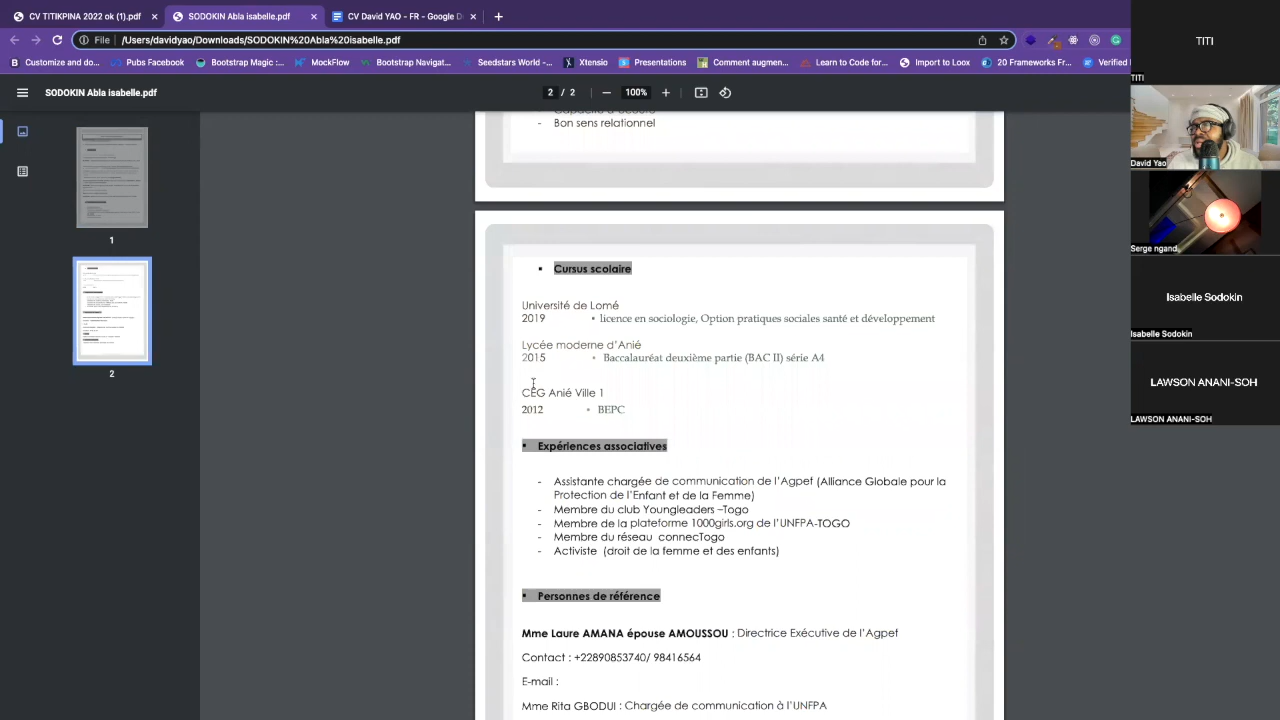 CV TITIKPINA 2022 ok (1).pdf
SODOKIN Abla isabelle.pdf
CV David YAO - FR - Google D
File
/Users/davidyao/Downloads/SODOKIN%20Abla%20isabelle.pdf
Customize and do...
Pubs Facebook
Bootstrap Magic :...
MockFlow
Bootstrap Navigat...
Seedstars World -...
Xtensio
Presentations
Comment augmen...
Learn to Code for...
Import to Loox
20 Frameworks Fr...
Verified
SODOKIN Abla isabelle.pdf
2 / 2
100%
1
2
Bon sens relationnel
Cursus scolaire
Université de Lomé
2019 • licence en sociologie, Option pratiques sociales santé et développement
Lycée moderne d'Anié
2015 • Baccalauréat deuxième partie (BAC II) série A4
CEG Anié Ville 1
2012 • BEPC
Expériences associatives
- Assistante chargée de communication de l'Agpef (Alliance Globale pour la
Protection de l'Enfant et de la Femme)
- Membre du club Youngleaders –Togo
- Membre de la plateforme 1000girls.org de l'UNFPA-TOGO
- Membre du réseau connecTogo
- Activiste (droit de la femme et des enfants)
Personnes de référence
Mme Laure AMANA épouse AMOUSSOU : Directrice Exécutive de l'Agpef
Contact : +22890853740/ 98416564
E-mail :
Mme Rita GBODUI : Chargée de communication à l'UNFPA
TITI
TITI
David Yao
Serge ngand
Isabelle Sodokin
Isabelle Sodokin
LAWSON ANANI-SOH
LAWSON ANANI-SOH